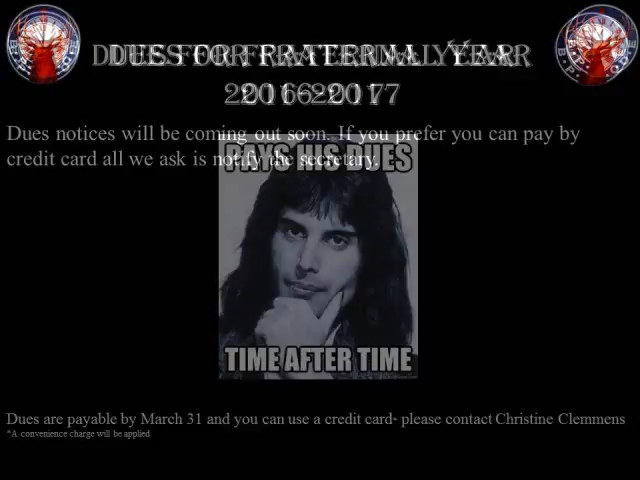 DUES FOR FRATERNAL YEAR
2016-2017
Dues notices will be coming out soon. If you prefer you can pay by
credit card all we ask is notify the secretary.
PAYS HIS DUES
TIME AFTER TIME
Dues are payable by March 31 and you can use a credit card* please contact Christine Clemmens
*A convenience charge will be applied